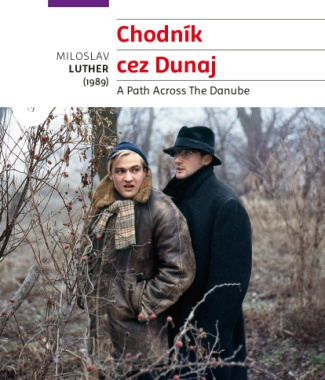 Chodník
cez Dunaj
A Path Across The Danube
MILOSLAV
LUTHER
(1989)